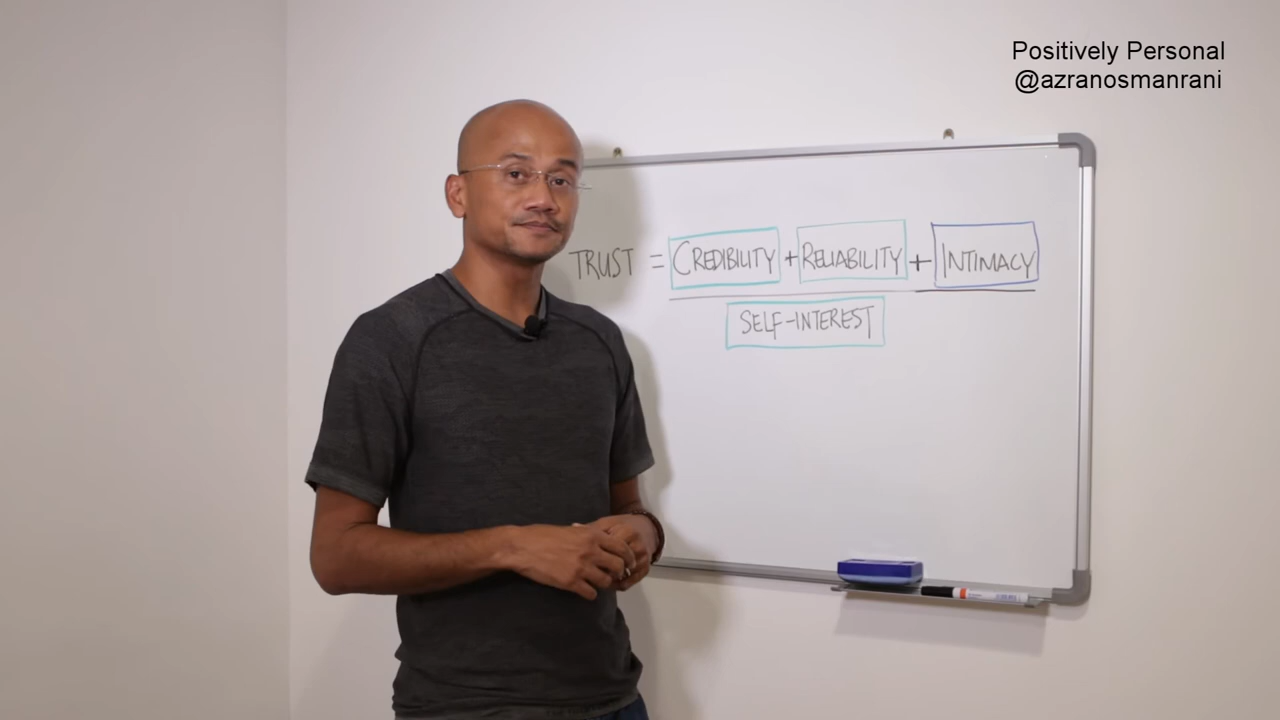 Positively Personal
@azranosmanrani
TRUST = CREDIBILITY + RELIABILITY + INTIMACY
SELF-INTEREST